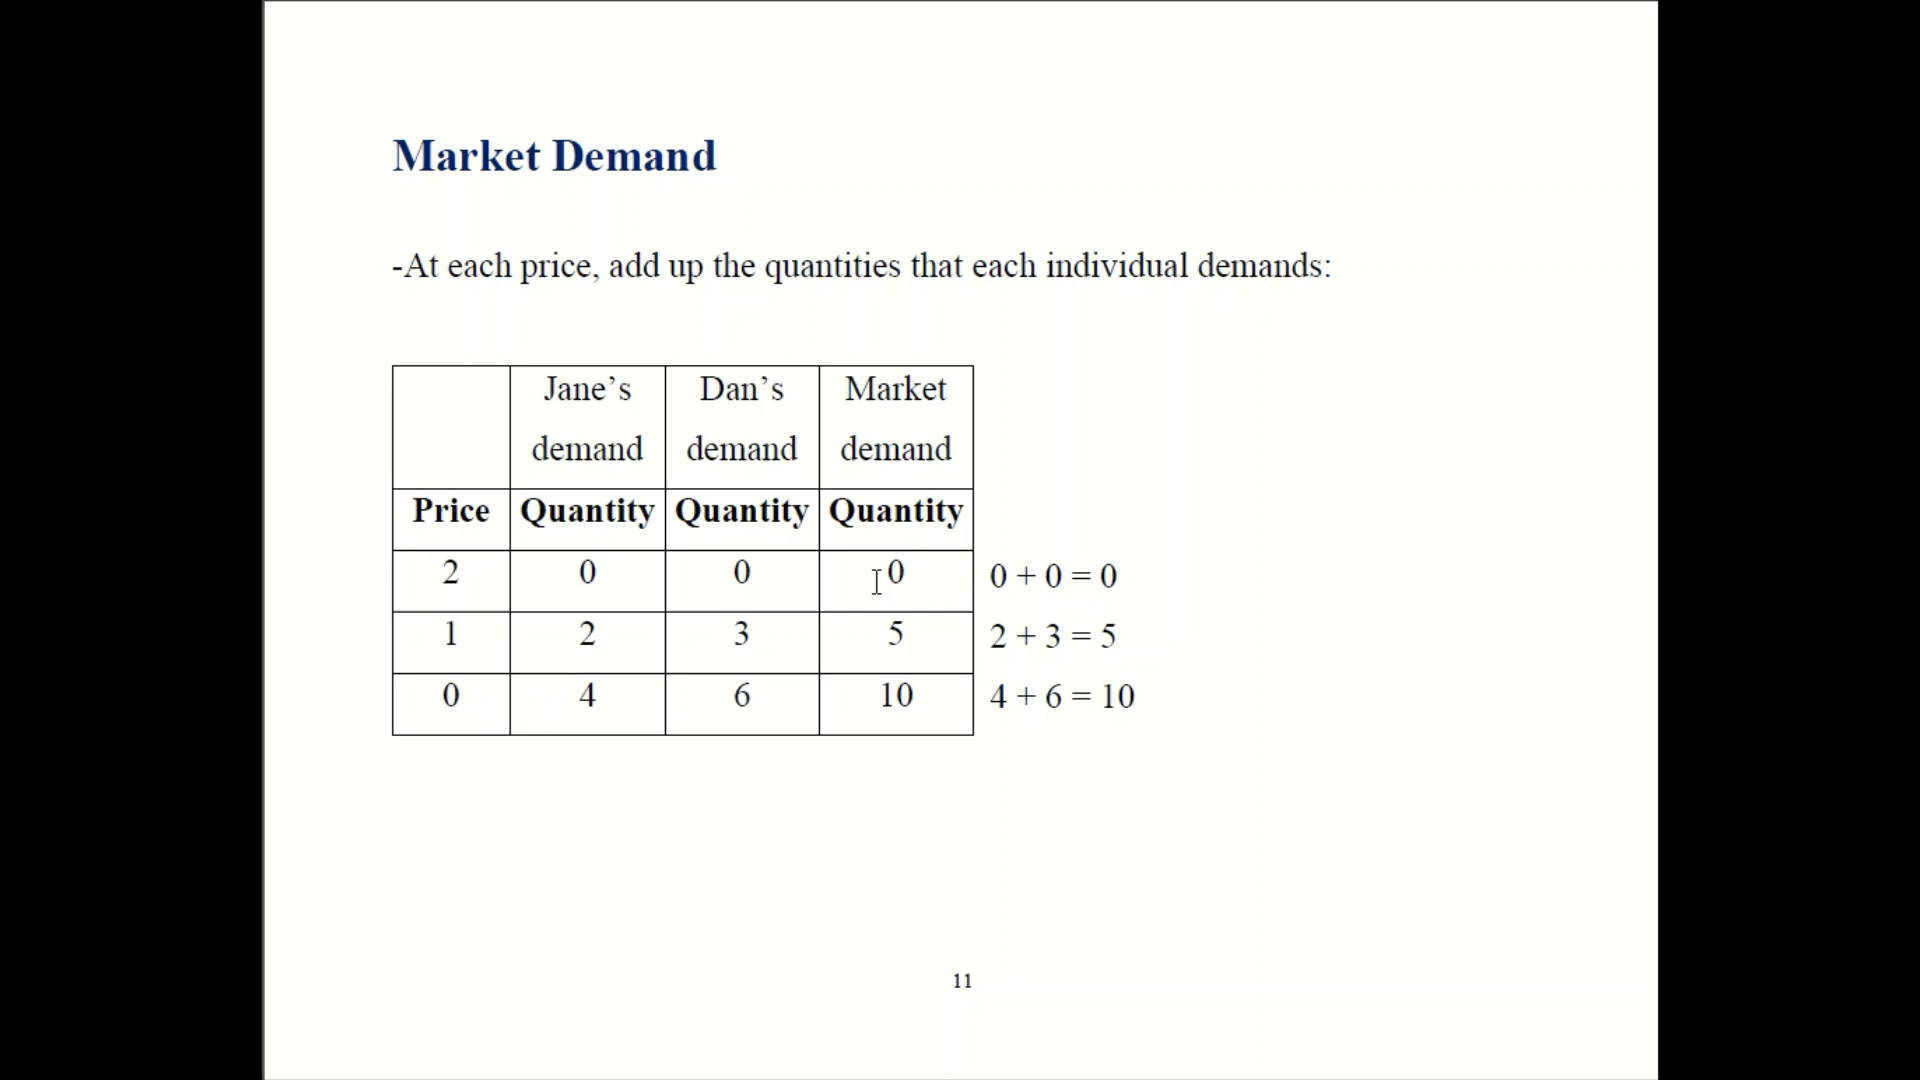 Market Demand
-At each price, add up the quantities that each individual demands:
Jane’s demand Dan’s demand Market demand
Price Quantity Quantity Quantity
2 0 0 0 0 + 0 = 0
1 2 3 5 2 + 3 = 5
0 4 6 10 4 + 6 = 10
11